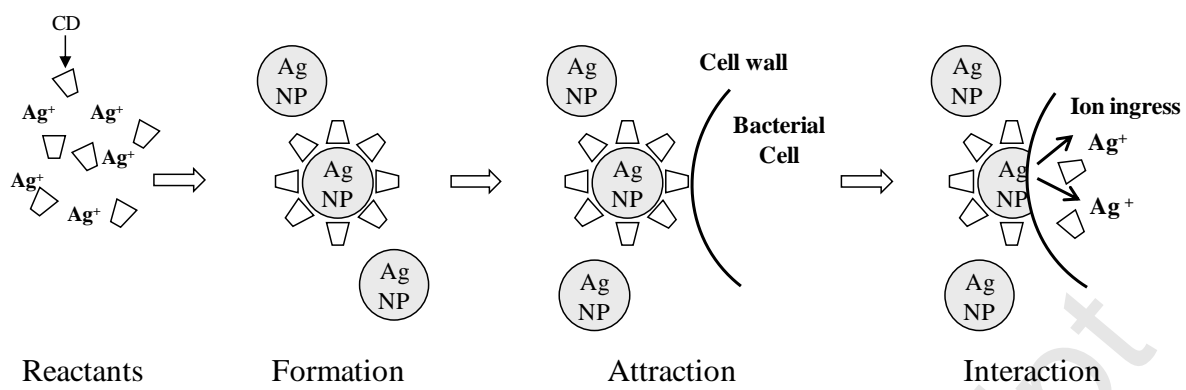 CD
Ag⁺
Ag⁺
Ag⁺
Ag⁺
Ag⁺
Reactants
Ag
NP
Ag
NP
Ag
NP
Formation
Ag
NP
Ag
NP
Ag
NP
Cell wall
Bacterial
Cell
Attraction
Ag
NP
Ag
NP
Ag
NP
Ion ingress
Ag⁺
Ag ⁺
Interaction